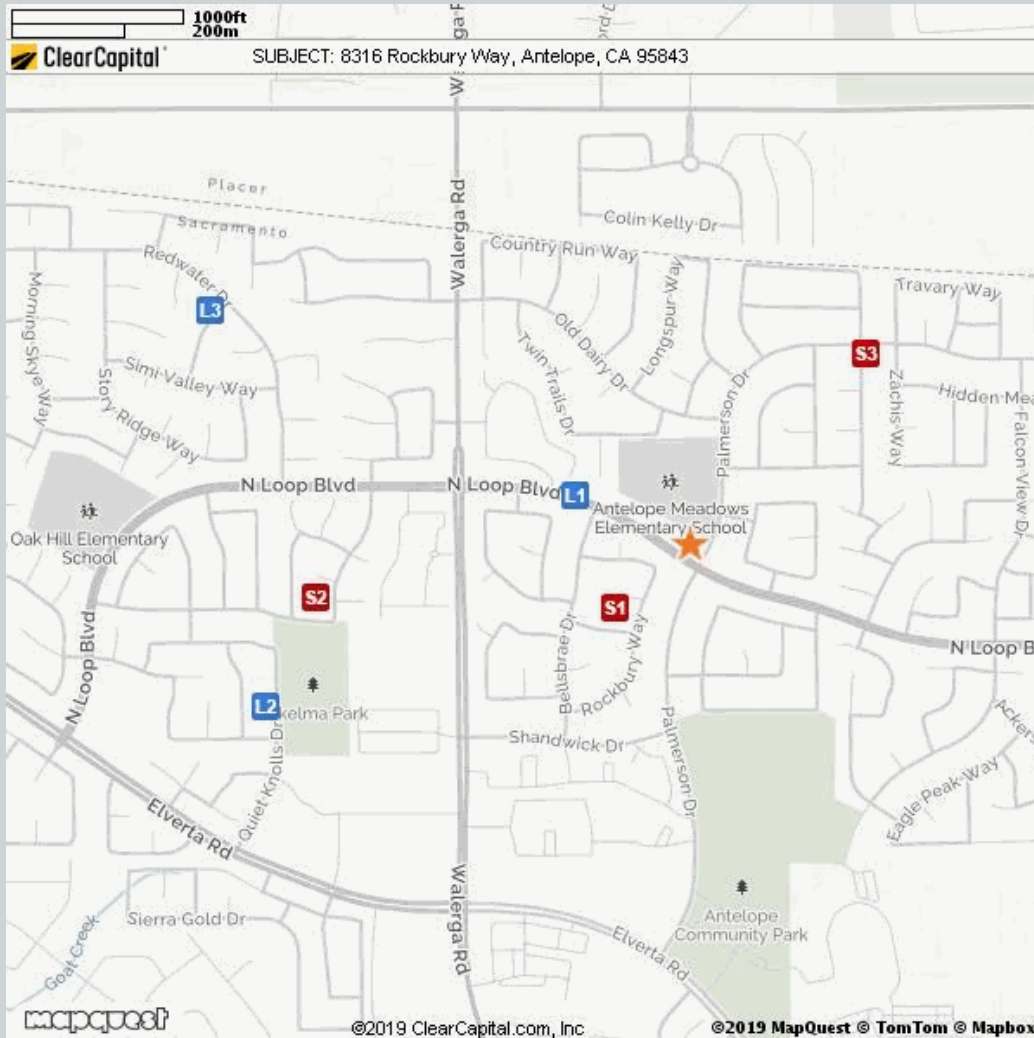 1000ft
200m
ClearCapital
SUBJECT: 8316 Rockbury Way, Antelope, CA 95843
Placer
Sacramento
Walerga Rd
Colin Kelly Dr
Country Run Way
Redwater Dr
L3
Morning Skye Way
Travary Way
Longspur Way
Old Dairy Dr
Twin Trails Dr
S3
Simi Valley Way
Story Ridge Way
Palmerson Dr
Zachis Way
Hidden Mea
Falcon View Dr
N Loop Blvd
N Loop Blvd
L1
Antelope Meadows
Elementary School
Oak Hill Elementary
School
S2
S1
N Loop Blvd
Bellsbrae Dr
Rockbury Way
N Loop B
L2
kelma Park
Quiet Knolls Dr
Shandwick Dr
Palmerson Dr
Ackers
Eagle Peak Way
Elverta Rd
Walerga Rd
Antelope
Community Park
Sierra Gold Dr
Elverta Rd
Goat Creek
mapquest
©2019 ClearCapital.com, Inc
©2019 MapQuest © TomTom © Mapbox